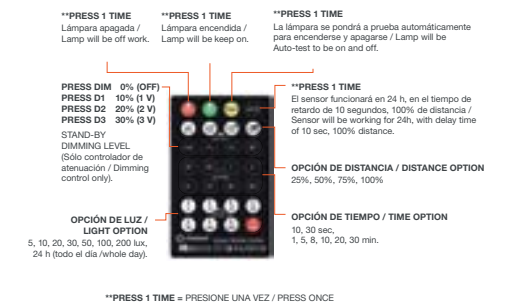 **PRESS 1 TIME
Lámpara apagada /
Lamp will be off work.
**PRESS 1 TIME
Lámpara encendida /
Lamp will be keep on.
**PRESS 1 TIME
La lámpara se pondrá a prueba automáticamente
para encenderse y apagarse / Lamp will be
Auto-test to be on and off.
PRESS DIM 0% (OFF)
PRESS D1 10% (1 V)
PRESS D2 20% (2 V)
PRESS D3 30% (3 V)
STAND-BY
DIMMING LEVEL
(Sólo controlador de
atenuación / Dimming
control only).
**PRESS 1 TIME
El sensor funcionará en 24 h, en el tiempo de
retardo de 10 segundos, 100% de distancia /
Sensor will be working for 24h, with delay time
of 10 sec, 100% distance.
OPCIÓN DE DISTANCIA / DISTANCE OPTION
25%, 50%, 75%, 100%
OPCIÓN DE LUZ /
LIGHT OPTION
5, 10, 20, 30, 50, 100, 200 lux,
24 h (todo el día /whole day).
OPCIÓN DE TIEMPO / TIME OPTION
10, 30 sec,
1, 5, 8, 10, 20, 30 min.
**PRESS 1 TIME = PRESIONE UNA VEZ / PRESS ONCE